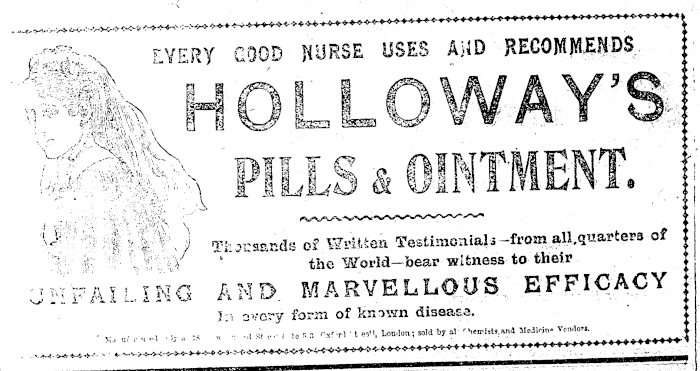 EVERY GOOD NURSE USES AND RECOMMENDS
HOLLOWAY'S
PILLS & OINTMENT.
Thousands of Written Testimonials—from all quarters of
the World—bear witness to their
UNFAILING AND MARVELLOUS EFFICACY
In every form of known disease.
London; sold by all Chemists, and Medicine Vendors.